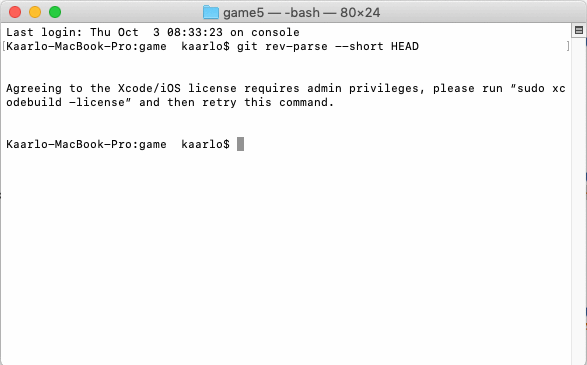 game5 — -bash — 80×24
Last login: Thu Oct  3 08:33:23 on console
[Kaarlo-MacBook-Pro:game  kaarlo$ git rev-parse --short HEAD ]
Agreeing to the Xcode/iOS license requires admin privileges, please run “sudo xc
odebuild -license” and then retry this command.
Kaarlo-MacBook-Pro:game  kaarlo$